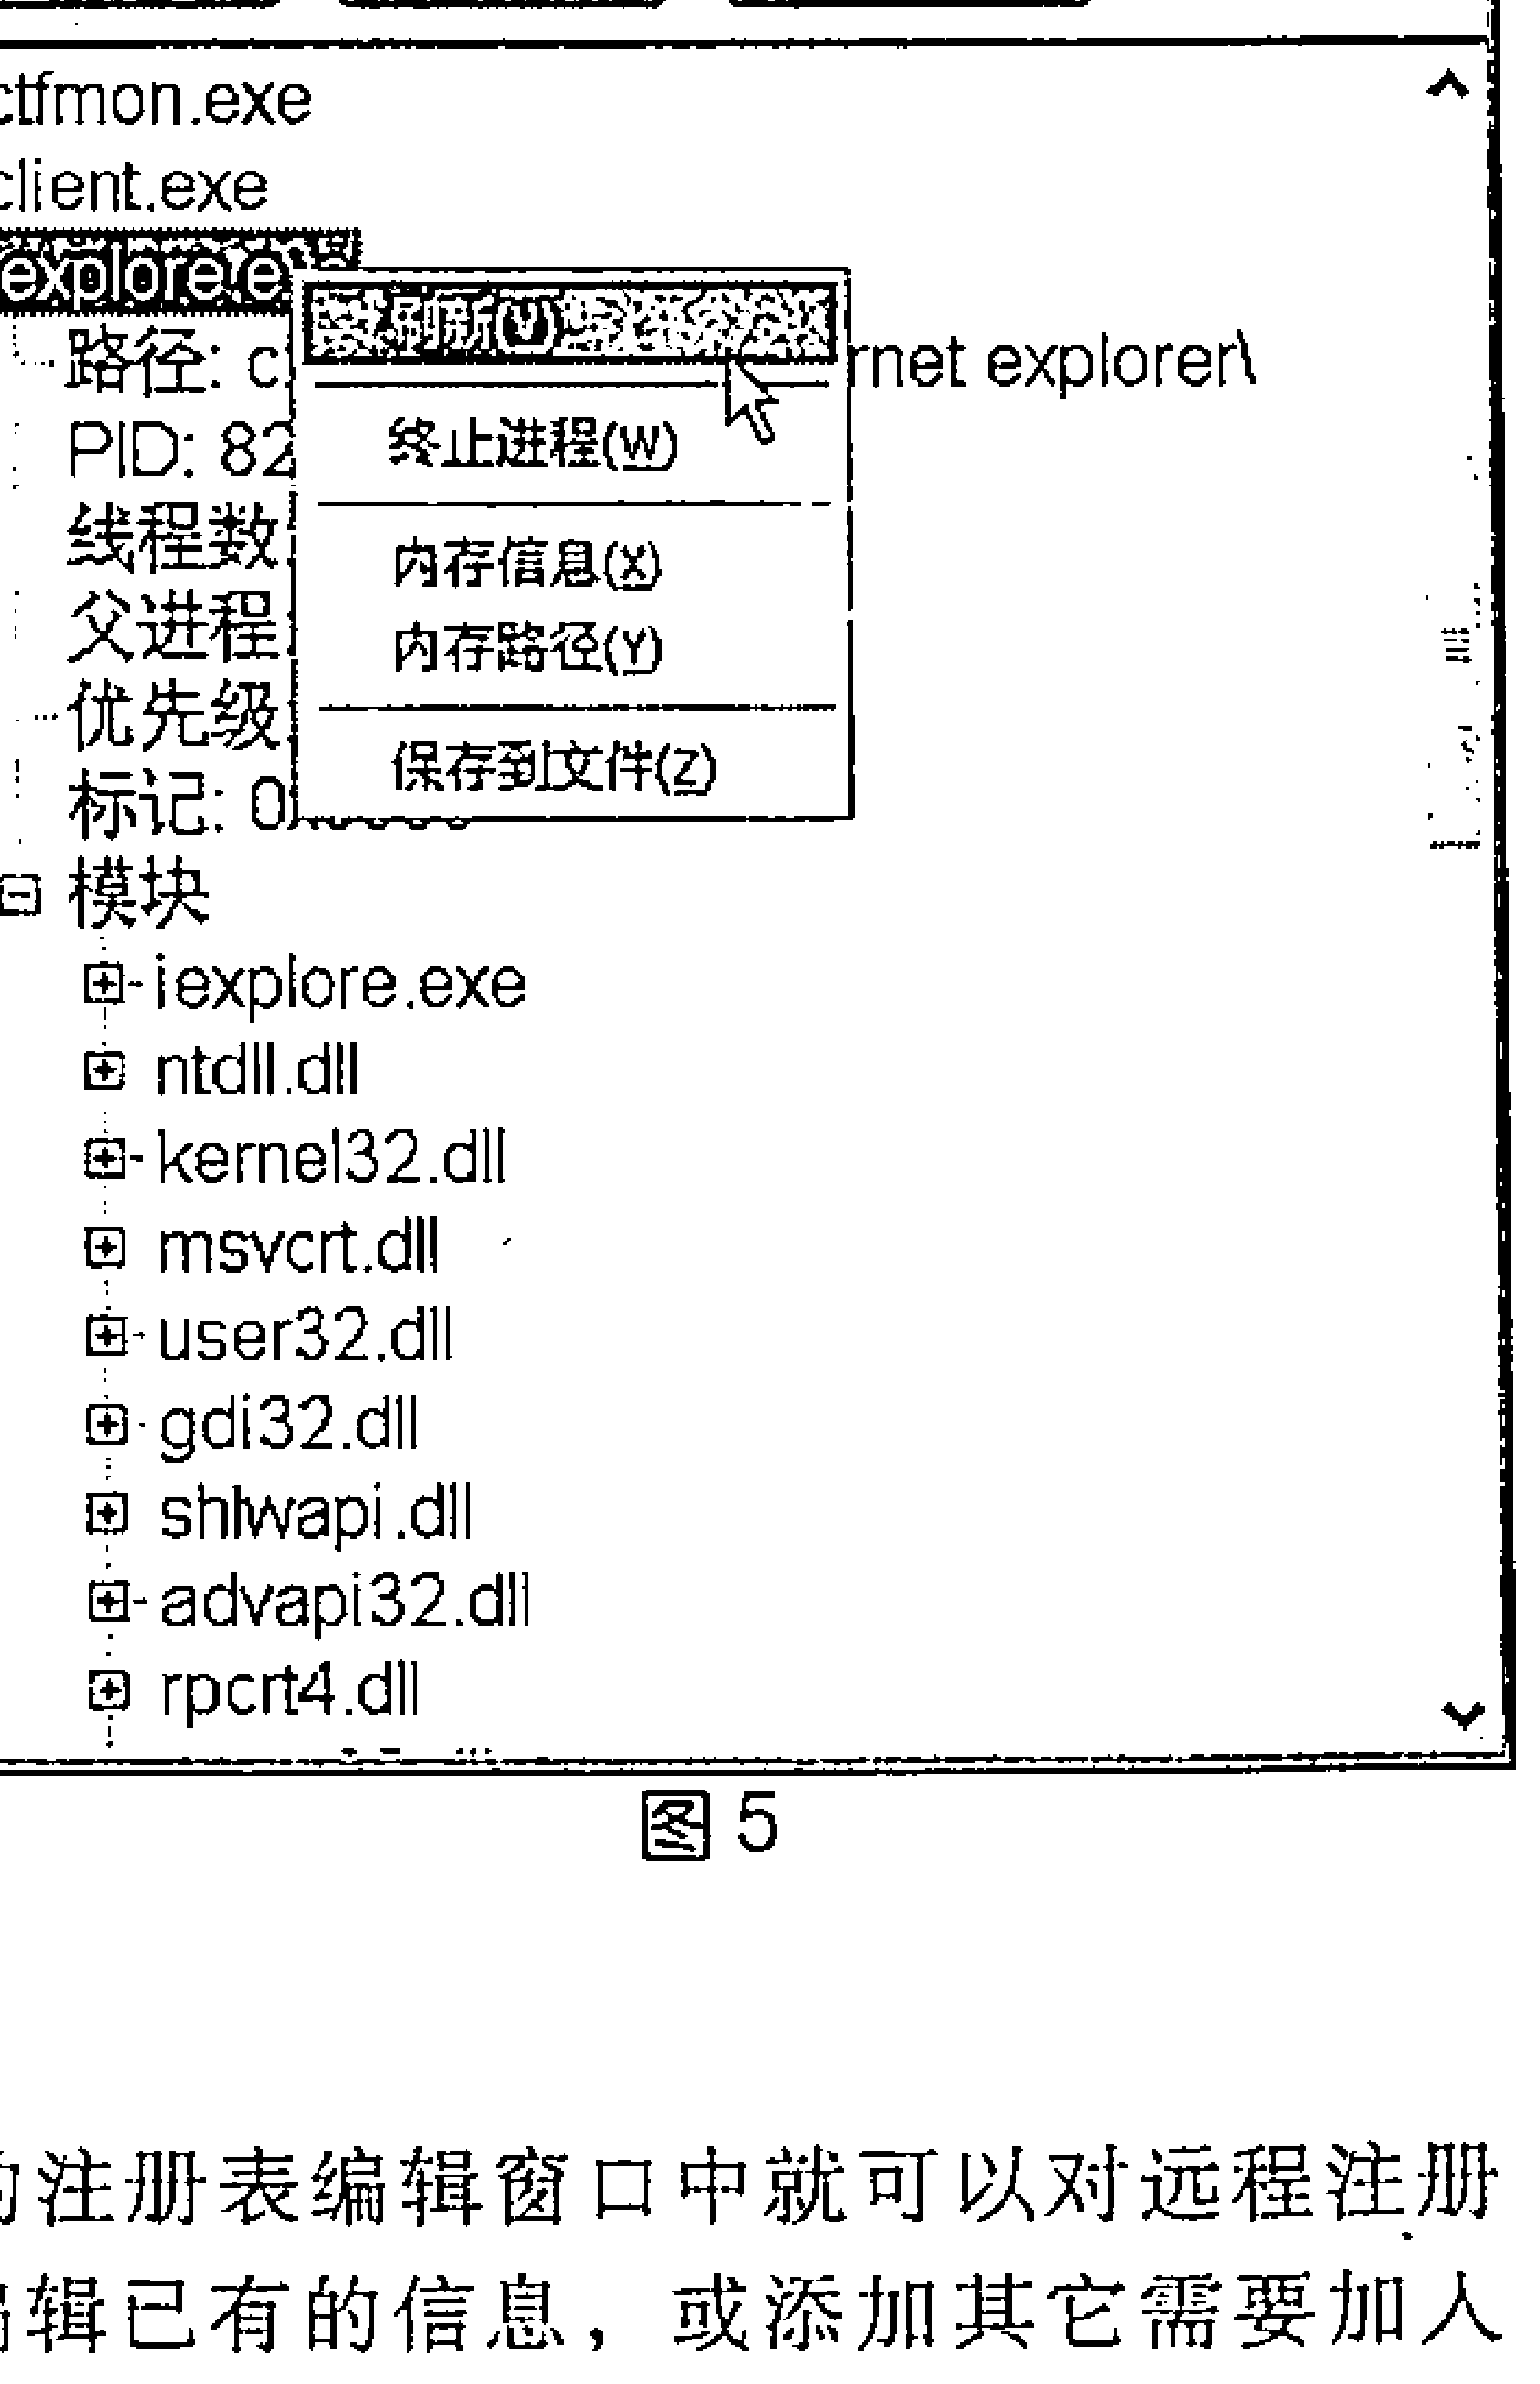 ctfmon.exe
client.exe
explore.e
刷新(V)
路径: c:
rnet explorer\
终止进程(W)
PID: 82
线程数:
内存信息(X)
父进程:
内存路径(Y)
优先级:
保存到文件(Z)
标记: 0
模块
iexplore.exe
ntdll.dll
kernel32.dll
msvcrt.dll
user32.dll
gdi32.dll
shlwapi.dll
advapi32.dll
rpcrt4.dll
图 5
的注册表编辑窗口中就可以对远程注册
编辑已有的信息，或添加其它需要加入